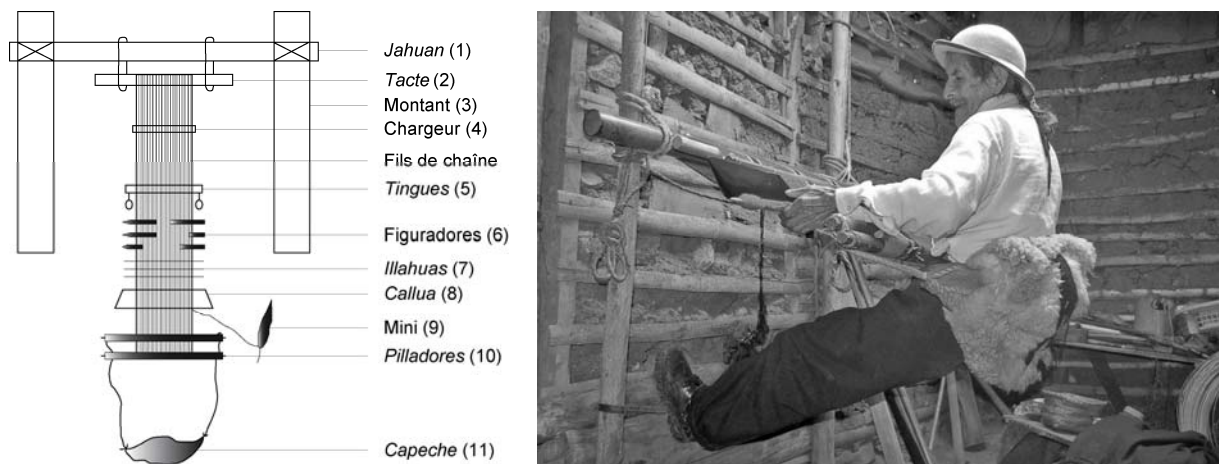 Jahuan (1)
Tacte (2)
Montant (3)
Chargeur (4)
Fils de chaîne
Tingues (5)
Figuradores (6)
Illahuas (7)
Callua (8)
Mini (9)
Pilladores (10)
Capeche (11)